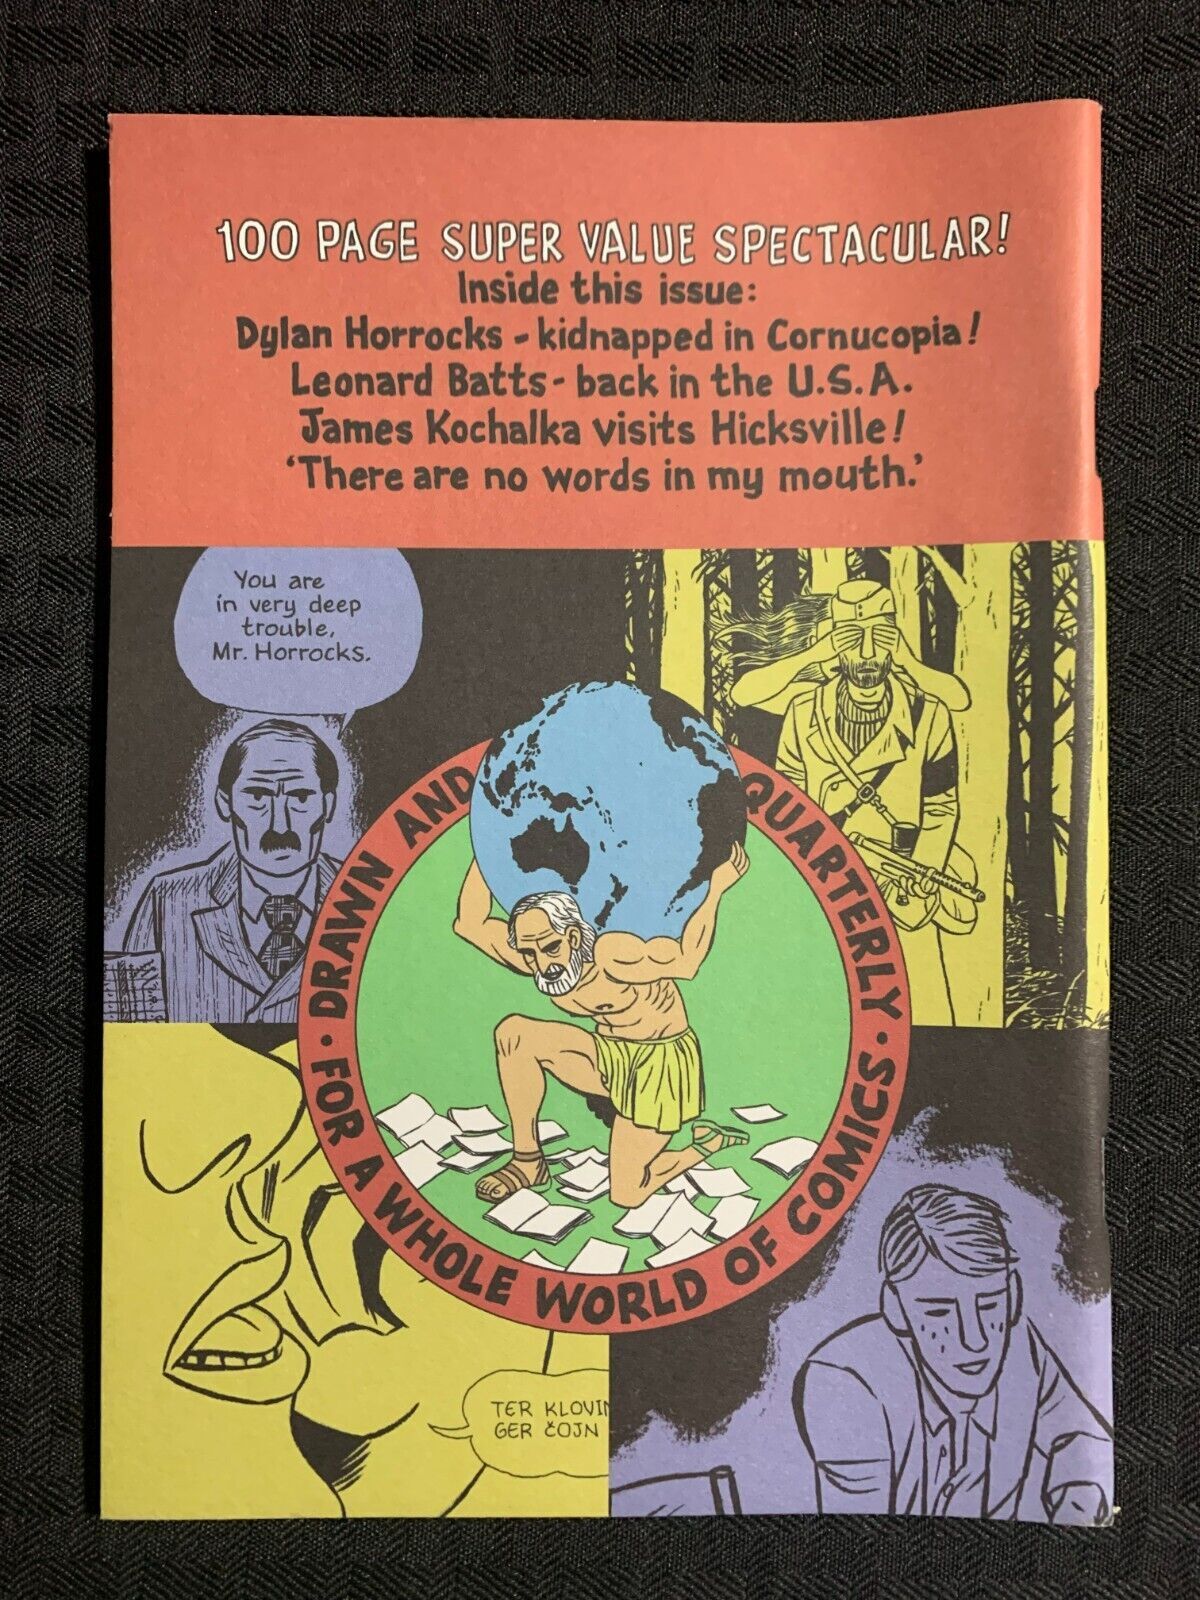 100 PAGE SUPER VALUE SPECTACULAR!
Inside this issue:
Dylan Horrocks - kidnapped in Cornucopia!
Leonard Batts - back in the U.S.A.
James Kochalka visits Hicksville!
'There are no words in my mouth.'
You are
in very deep
trouble,
Mr. Horrocks.
DRAWN AND QUARTERLY
· FOR A WHOLE WORLD OF COMICS ·
TER KLOVIN
GER ČOJN